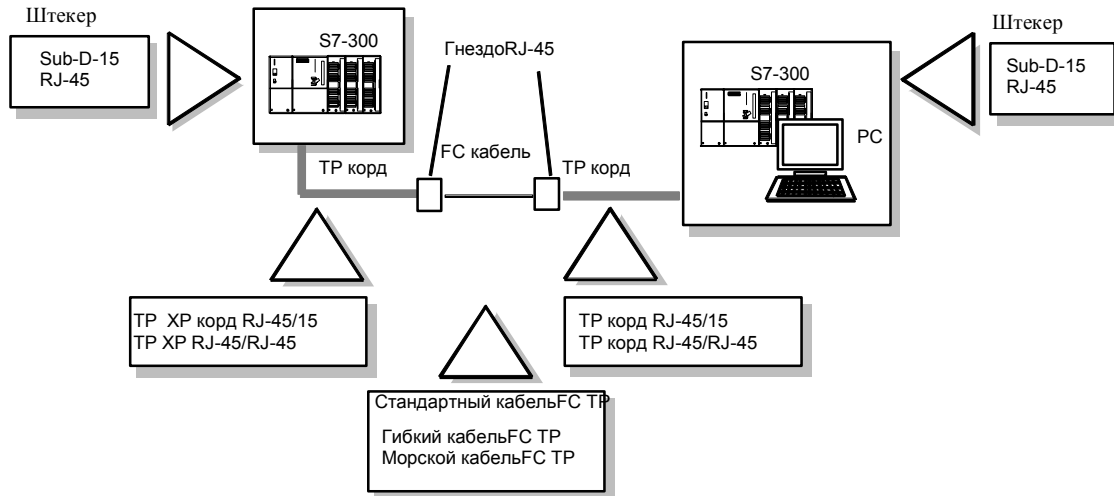 Штекер
Sub-D-15
RJ-45
S7-300
ГнездоRJ-45
Штекер
Sub-D-15
RJ-45
S7-300
PC
TP корд
FC кабель
TP корд
TP XP корд RJ-45/15
TP XP RJ-45/RJ-45
TP корд RJ-45/15
TP корд RJ-45/RJ-45
Стандартный кабельFC TP
Гибкий кабельFC TP
Морской кабельFC TP